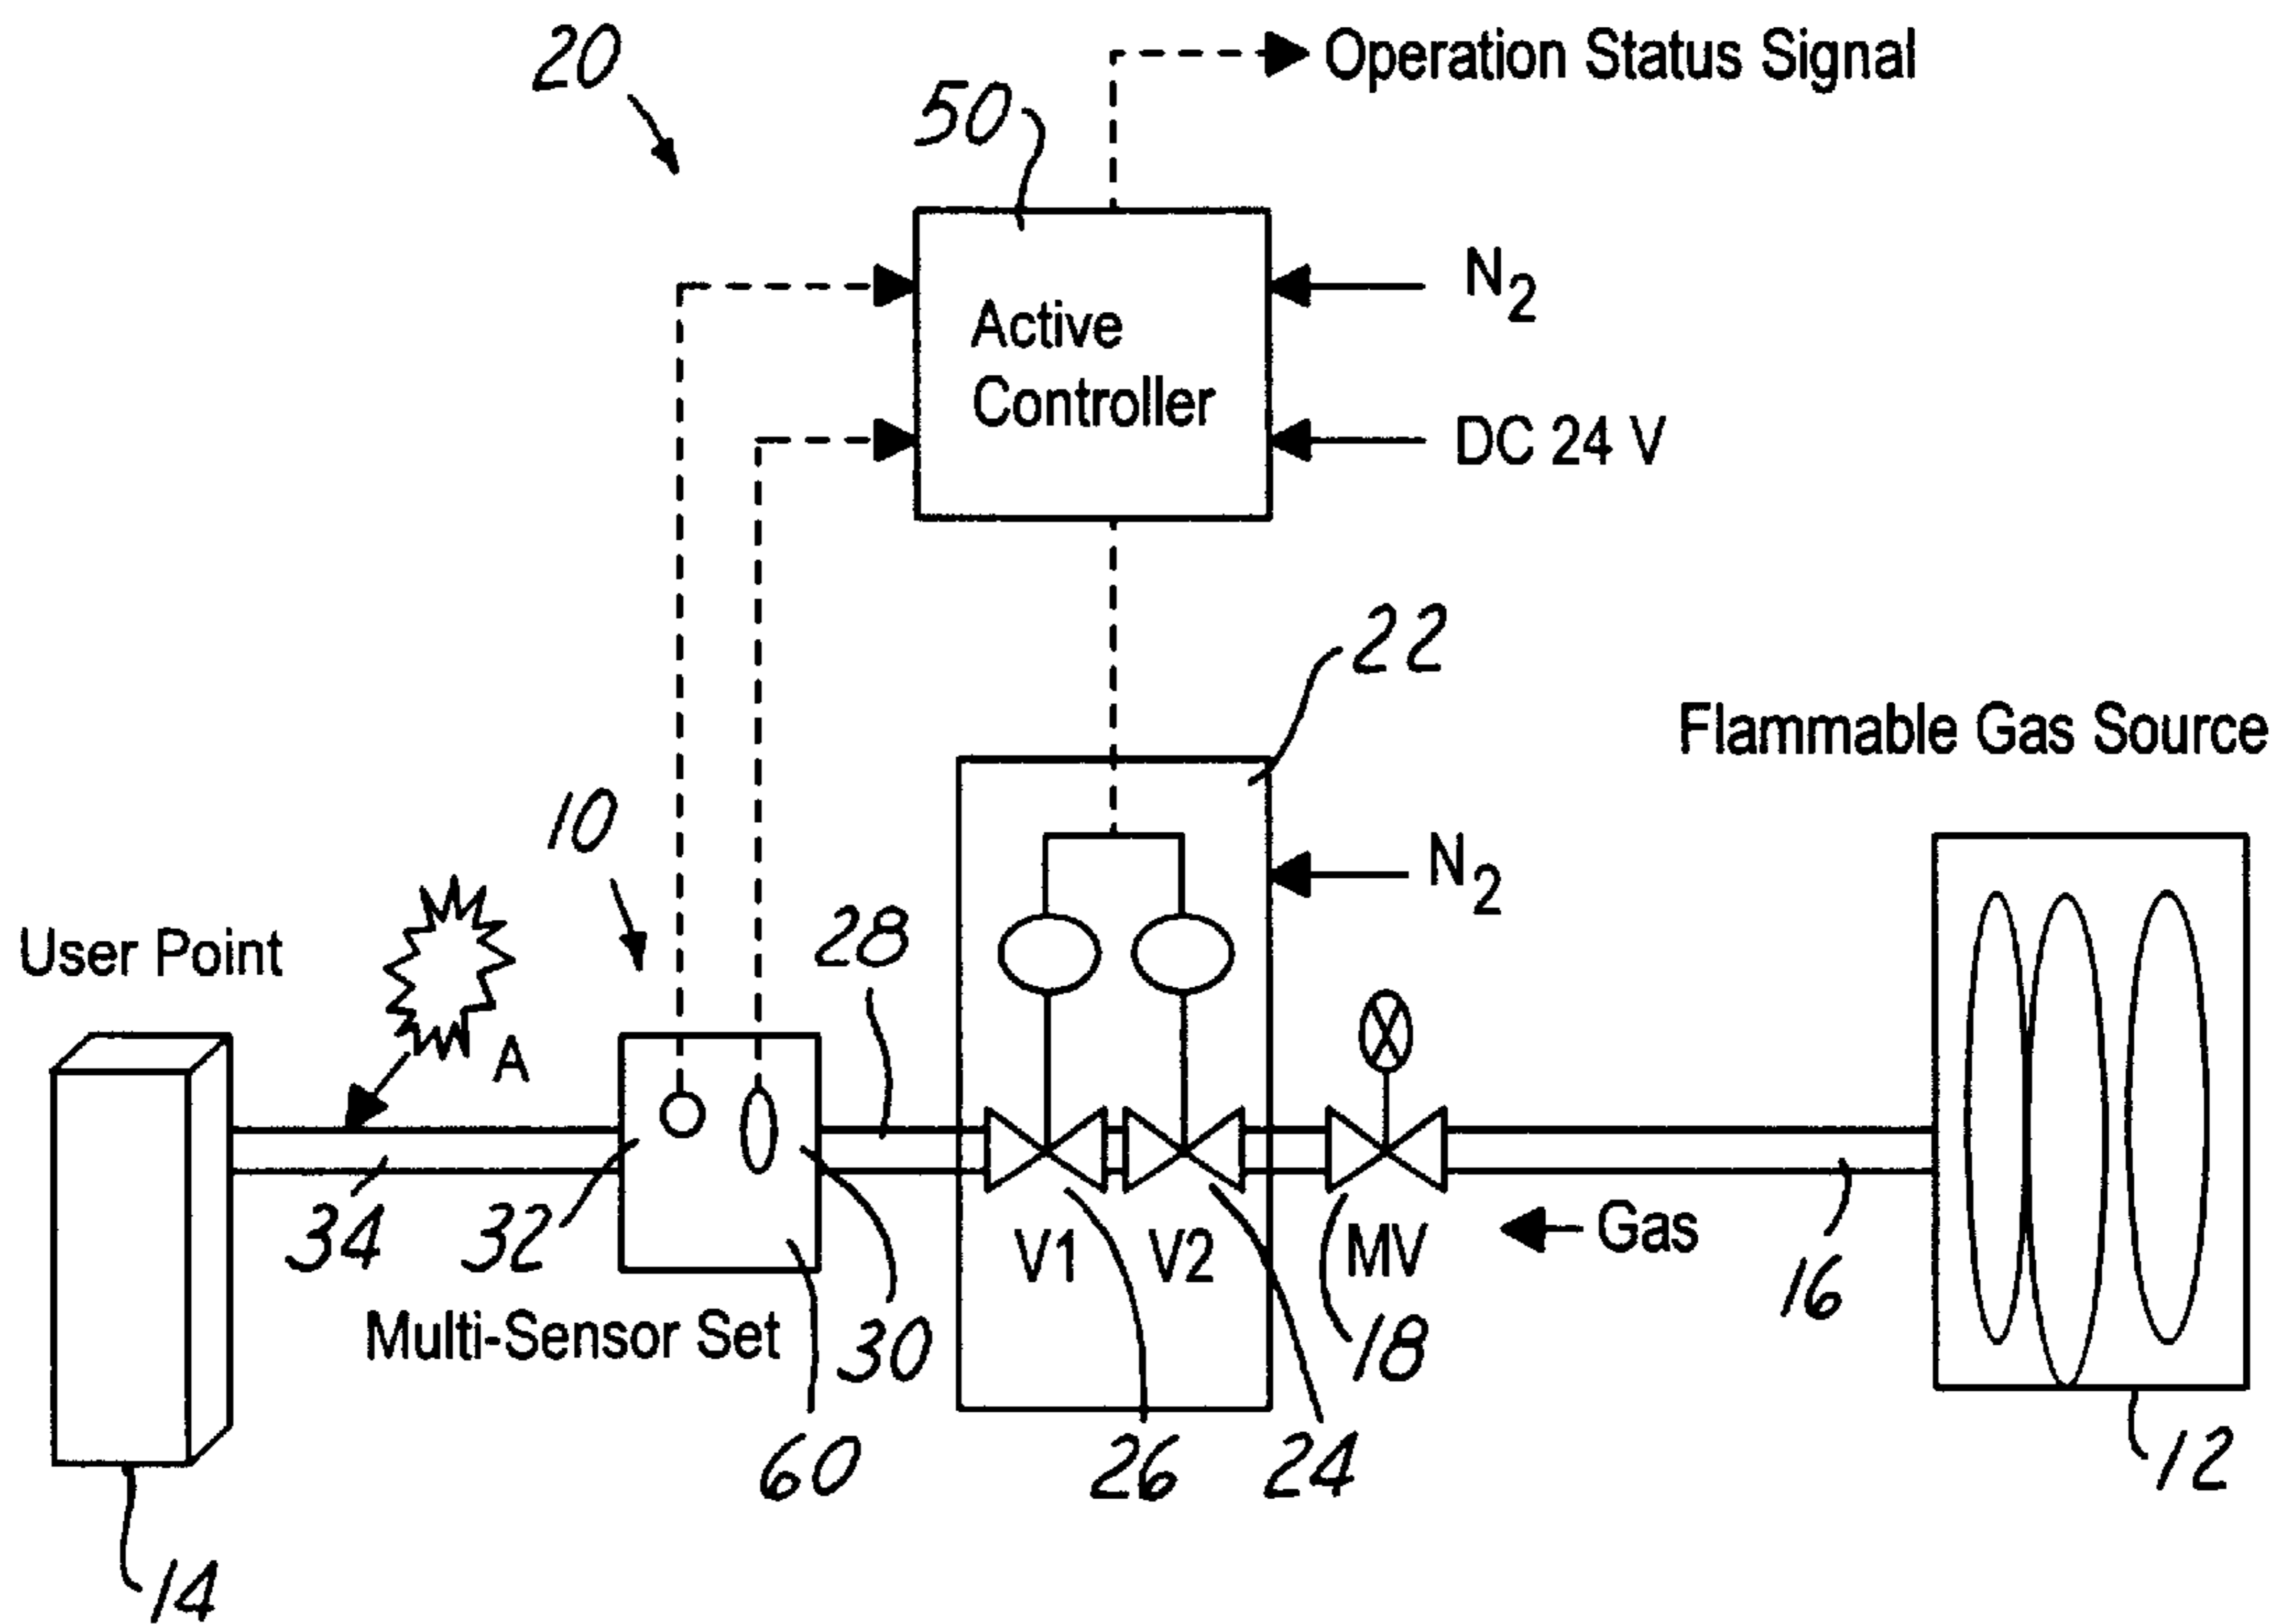 20
Operation Status Signal
50
N2
Active
Controller
DC 24 V
22
Flammable Gas Source
10
N2
28
User Point
A
34
32
V1
V2
MV
Gas
16
Multi-Sensor Set
30
18
60
26
24
12
14